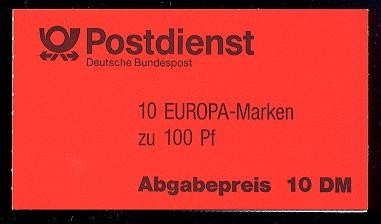 Postdienst
Deutsche Bundespost
10 EUROPA-Marken
zu 100 Pf
Abgabepreis 10 DM